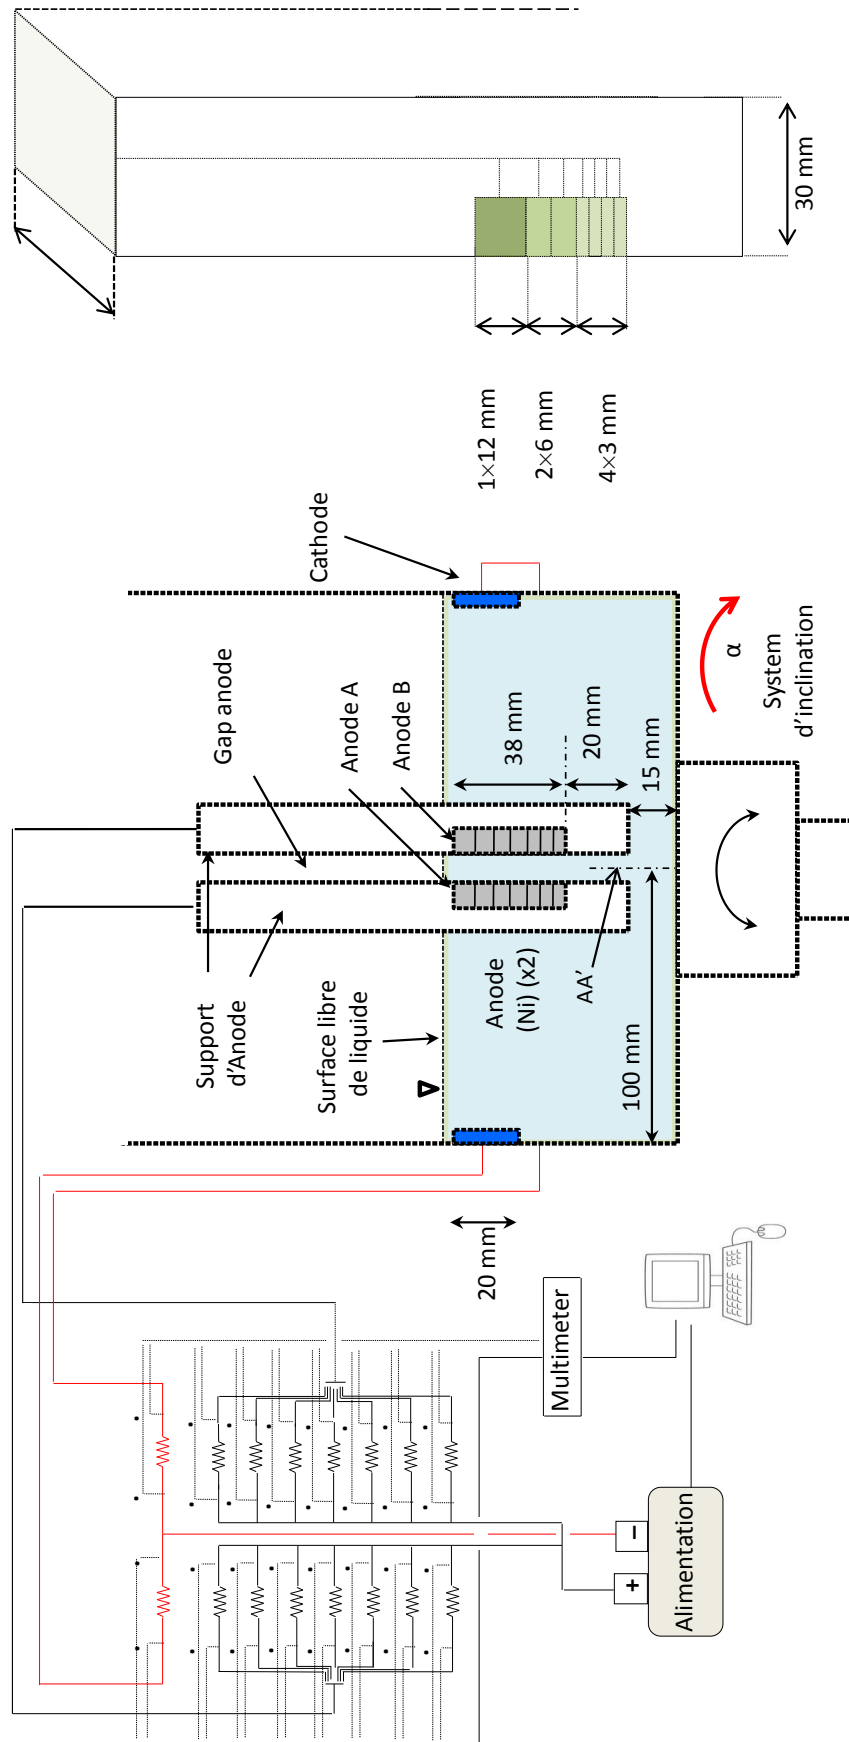 Gap anode
Support
d'Anode
Cathode
Anode A
Anode B
Surface libre
de liquide
20 mm
38 mm
20 mm
15 mm
Anode
(Ni) (x2)
AA'
100 mm
α
System
d'inclination
1×12 mm
2×6 mm
4×3 mm
30 mm
Multimeter
+
−
Alimentation